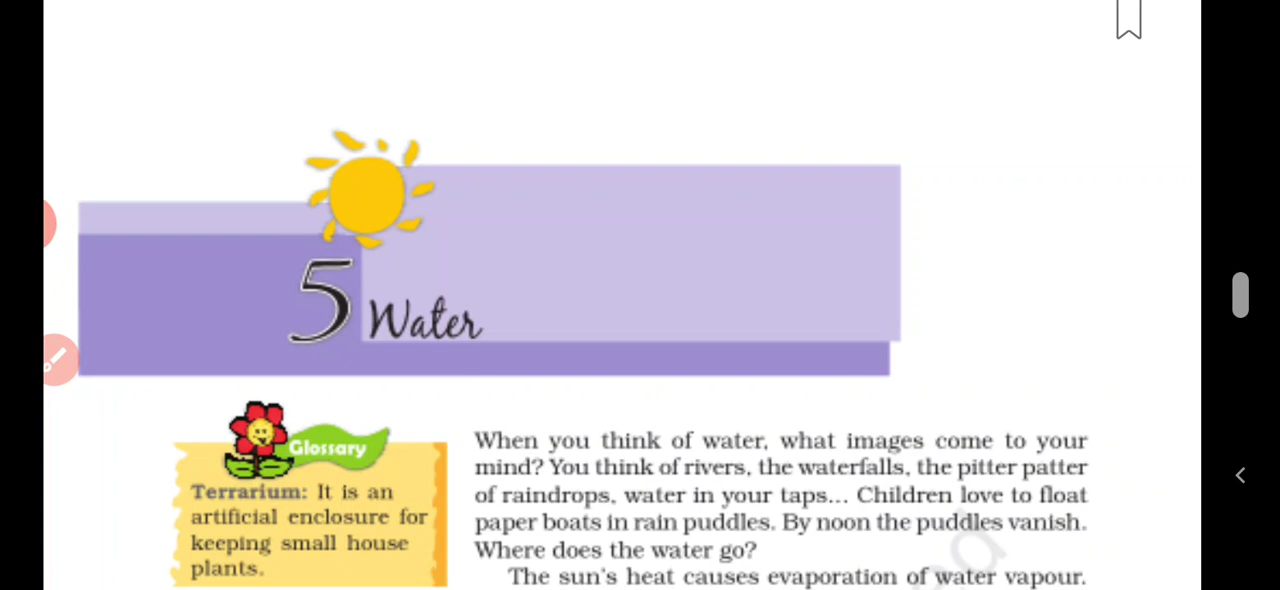 5 Water
Glossary
Terrarium: It is an
artificial enclosure for
keeping small house
plants.
When you think of water, what images come to your
mind? You think of rivers, the waterfalls, the pitter patter
of raindrops, water in your taps... Children love to float
paper boats in rain puddles. By noon the puddles vanish.
Where does the water go?
The sun's heat causes evaporation of water vapour.